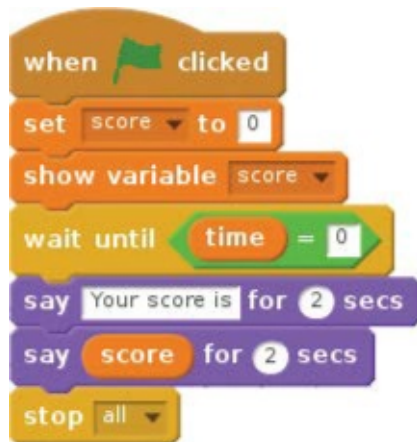 when clicked
set score to 0
show variable score
wait until time = 0
say Your score is for 2 secs
say score for 2 secs
stop all